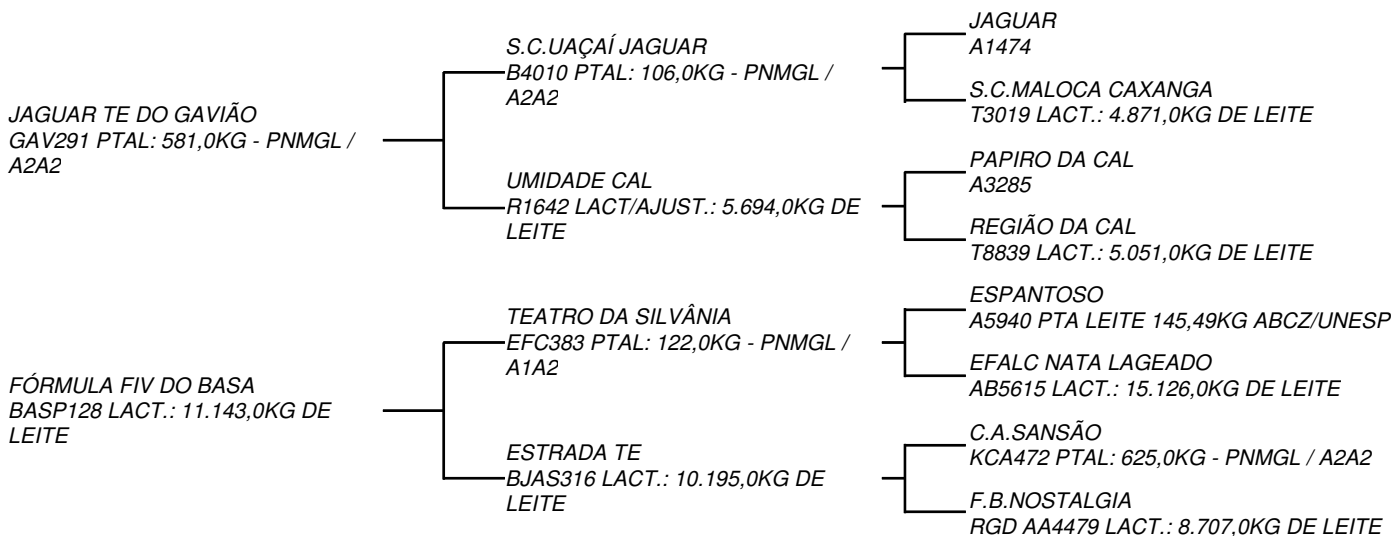 JAGUAR TE DO GAVIÃO
GAV291 PTAL: 581,0KG - PNMGL /
A2A2
FÓRMULA FIV DO BASA
BASP128 LACT.: 11.143,0KG DE
LEITE
S.C.UAÇAÍ JAGUAR
B4010 PTAL: 106,0KG - PNMGL /
A2A2
UMIDADE CAL
R1642 LACT/AJUST.: 5.694,0KG DE
LEITE
TEATRO DA SILVÂNIA
EFC383 PTAL: 122,0KG - PNMGL /
A1A2
ESTRADA TE
BJAS316 LACT.: 10.195,0KG DE
LEITE
JAGUAR
A1474
S.C.MALOCA CAXANGA
T3019 LACT.: 4.871,0KG DE LEITE
PAPIRO DA CAL
A3285
REGIÃO DA CAL
T8839 LACT.: 5.051,0KG DE LEITE
ESPANTOSO
A5940 PTA LEITE 145,49KG ABCZ/UNESP
EFALC NATA LAGEADO
AB5615 LACT.: 15.126,0KG DE LEITE
C.A.SANSÃO
KCA472 PTAL: 625,0KG - PNMGL / A2A2
F.B.NOSTALGIA
RGD AA4479 LACT.: 8.707,0KG DE LEITE